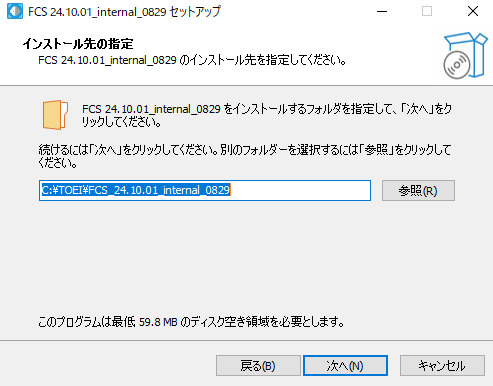 FCS 24.10.01_internal_0829 セットアップ
インストール先の指定
FCS 24.10.01_internal_0829 のインストール先を指定してください。
FCS 24.10.01_internal_0829 をインストールするフォルダを指定して、「次へ」をク
リックしてください。
続けるには「次へ」をクリックしてください。別のフォルダーを選択するには「参照」をクリックして
ください。
C:¥TOEI¥FCS_24.10.01_internal_0829
参照(R)
このプログラムは最低 59.8 MB のディスク空き領域を必要とします。
戻る(B)
次へ(N)
キャンセル